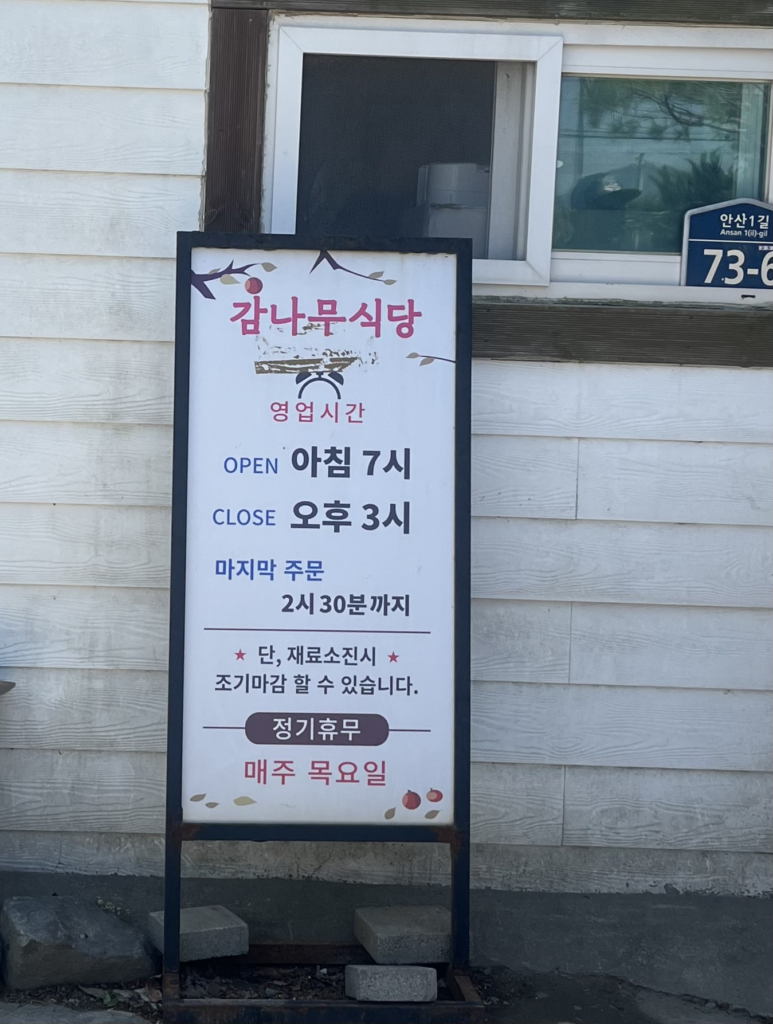 감나무식당
영업시간
OPEN 아침 7시
CLOSE 오후 3시
마지막 주문
2시 30분까지
★ 단, 재료소진시 ★
조기마감 할 수 있습니다.
정기휴무
매주 목요일
안산1길
Ansan 1(il)-gil
73-6